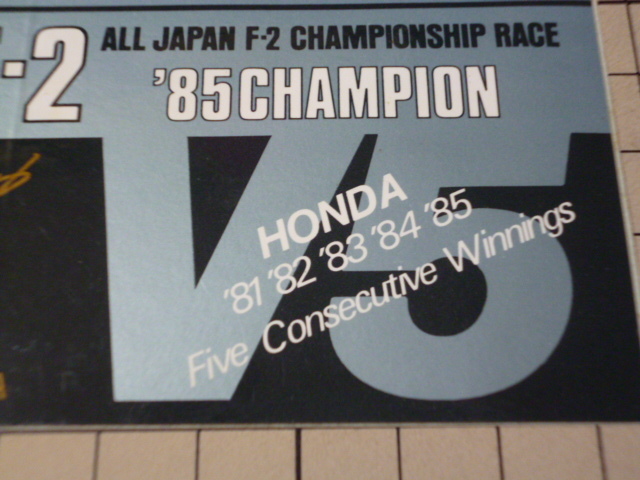 ALL JAPAN F-2 CHAMPIONSHIP RACE
-2 '85 CHAMPION
V5
HONDA
'81 '82 '83 '84 '85
Five Consecutive Winnings